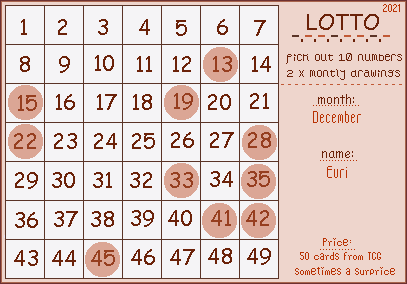 1 2 3 4 5 6 7
8 9 10 11 12 13 14
15 16 17 18 19 20 21
22 23 24 25 26 27 28
29 30 31 32 33 34 35
36 37 38 39 40 41 42
43 44 45 46 47 48 49
2021
LOTTO
pick out 10 numbers
2 x montly drawings
month:
December
name:
Euri
Price:
50 cards from TCG
sometimes a surprice